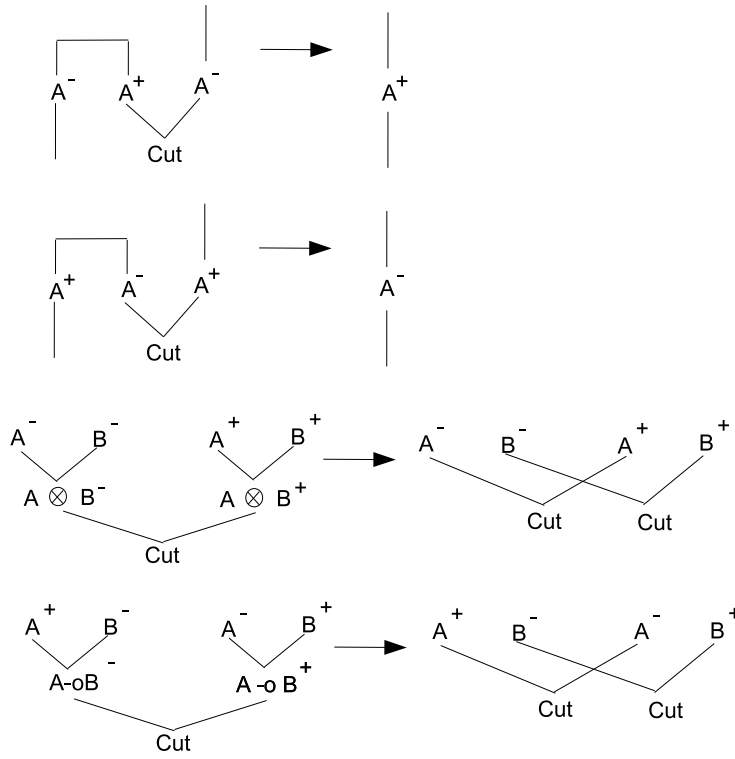 A⁻ A⁺ A⁻ A⁺
Cut
A⁺ A⁻ A⁺ A⁻
Cut
A⁻ B⁻ A⁺ B⁺ A⁻ B⁻ A⁺ B⁺
A ⊗ B⁻ A ⊗ B⁺
Cut Cut
Cut
A⁺ B⁻ A⁻ B⁺ A⁺ B⁻ A⁻ B⁺
A-oB⁻ A -o B⁺
Cut Cut
Cut